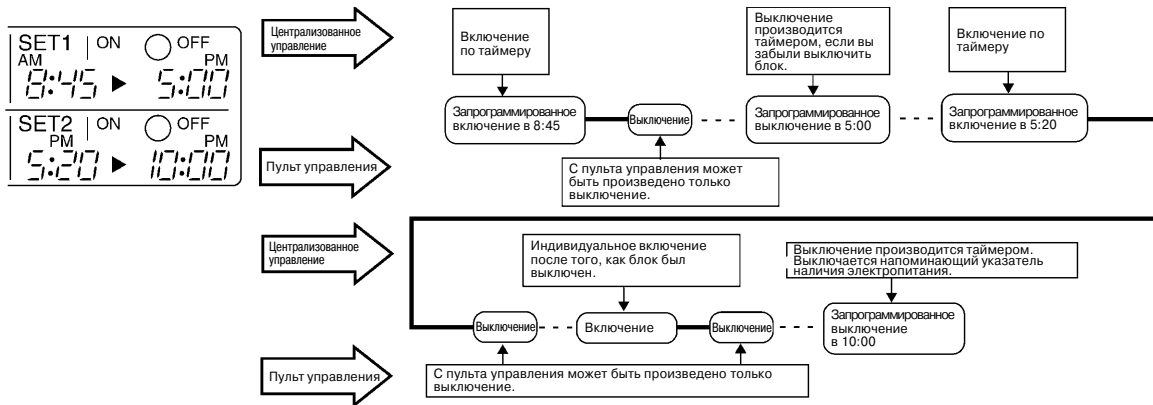 SET1 ON OFF
AM PM
8:45 ▶ 5:00
SET2 ON OFF
PM PM
5:20 ▶ 10:00
Централизованное
управление
Включение
по таймеру
Выключение
производится
таймером, если вы
забыли выключить
блок.
Включение по
таймеру
Запрограммированное
включение в 8:45
Выключение
Запрограммированное
выключение в 5:00
Запрограммированное
включение в 5:20
Пульт управления
С пульта управления может
быть произведено только
выключение.
Централизованное
управление
Индивидуальное включение
после того, как блок был
выключен.
Выключение производится таймером.
Выключается напоминающий указатель
наличия электропитания.
Выключение
Включение
Выключение
Запрограммированное
выключение
в 10:00
Пульт управления
С пульта управления может быть произведено только
выключение.